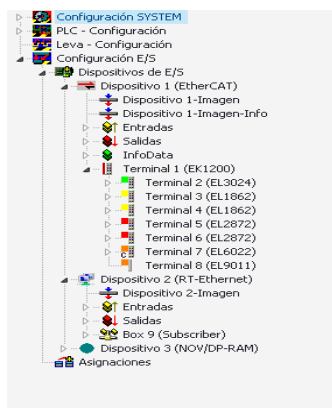 Configuración SYSTEM
PLC - Configuración
Leva - Configuración
Configuración E/S
Dispositivos de E/S
Dispositivo 1 (EtherCAT)
Dispositivo 1-Imagen
Dispositivo 1-Imagen-Info
Entradas
Salidas
InfoData
Terminal 1 (EK1200)
Terminal 2 (EL3024)
Terminal 3 (EL1862)
Terminal 4 (EL1862)
Terminal 5 (EL2872)
Terminal 6 (EL2872)
Terminal 7 (EL6022)
Terminal 8 (EL9011)
Dispositivo 2 (RT-Ethernet)
Dispositivo 2-Imagen
Entradas
Salidas
Box 9 (Subscriber)
Dispositivo 3 (NOV/DP-RAM)
Asignaciones